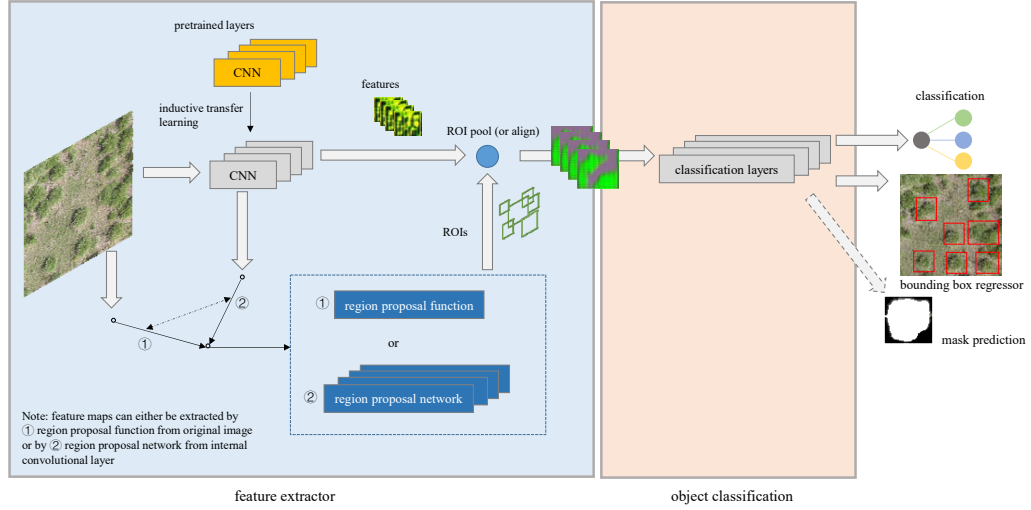 pretrained layers
CNN
inductive transfer
learning
features
ROI pool (or align)
CNN
classification layers
classification
ROIs
②
①
① region proposal function
or
② region proposal network
bounding box regressor
mask prediction
Note: feature maps can either be extracted by
① region proposal function from original image
or by ② region proposal network from internal
convolutional layer
feature extractor
object classification